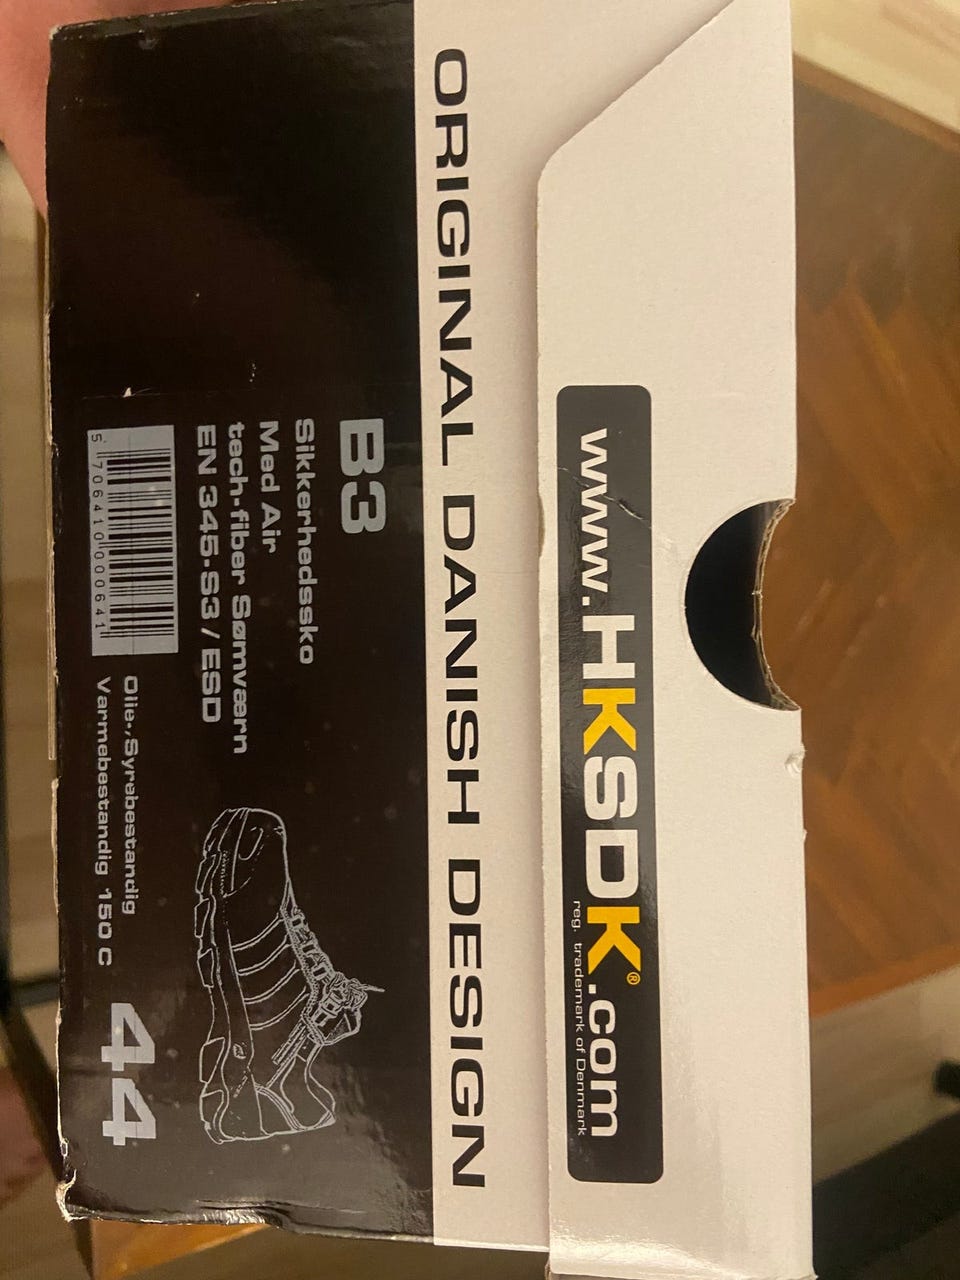 www.HKSDK®.com
reg. trademark of Denmark
ORIGINAL DANISH DESIGN
B3
Sikkerhedssko
Med Air
tech-fiber Sømværn
EN 345-S3 / ESD
5 706410 000641
Olie-,Syrebestandig
Varmebestandig 150 C
44